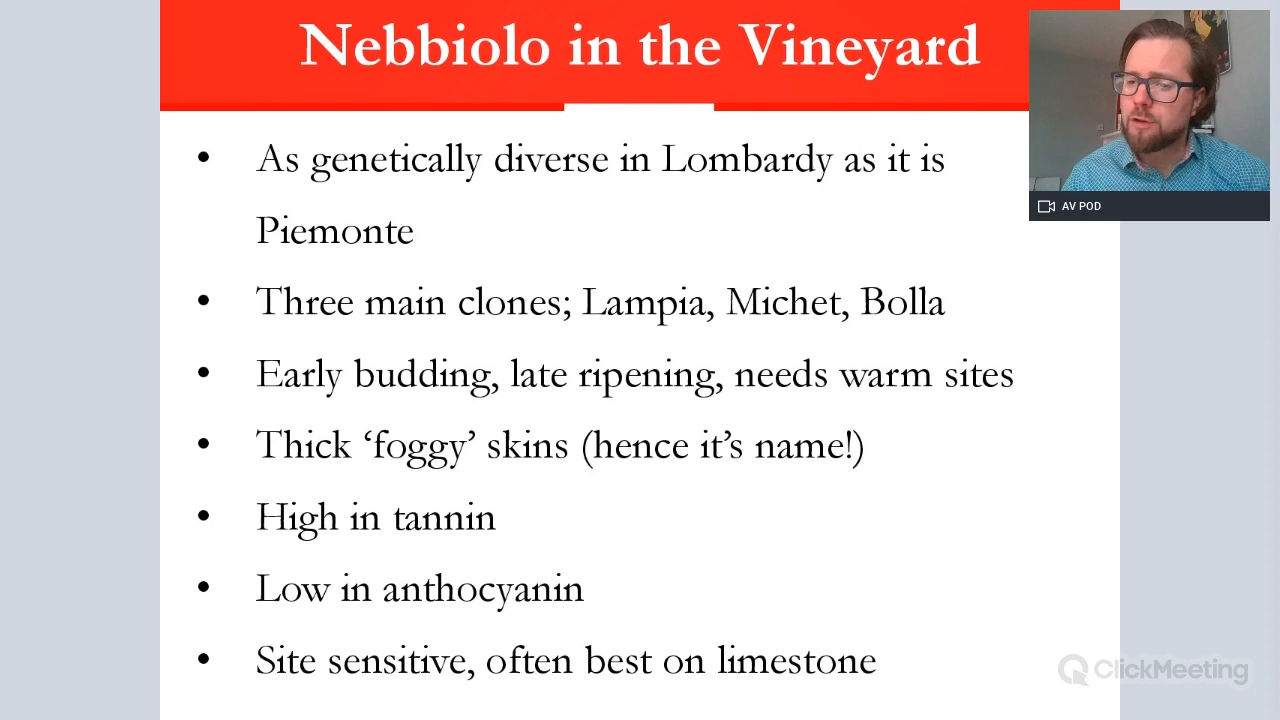 Nebbiolo in the Vineyard
• As genetically diverse in Lombardy as it is
Piemonte
• Three main clones; Lampia, Michet, Bolla
• Early budding, late ripening, needs warm sites
• Thick ‘foggy’ skins (hence it’s name!)
• High in tannin
• Low in anthocyanin
• Site sensitive, often best on limestone
AV POD
ClickMeeting